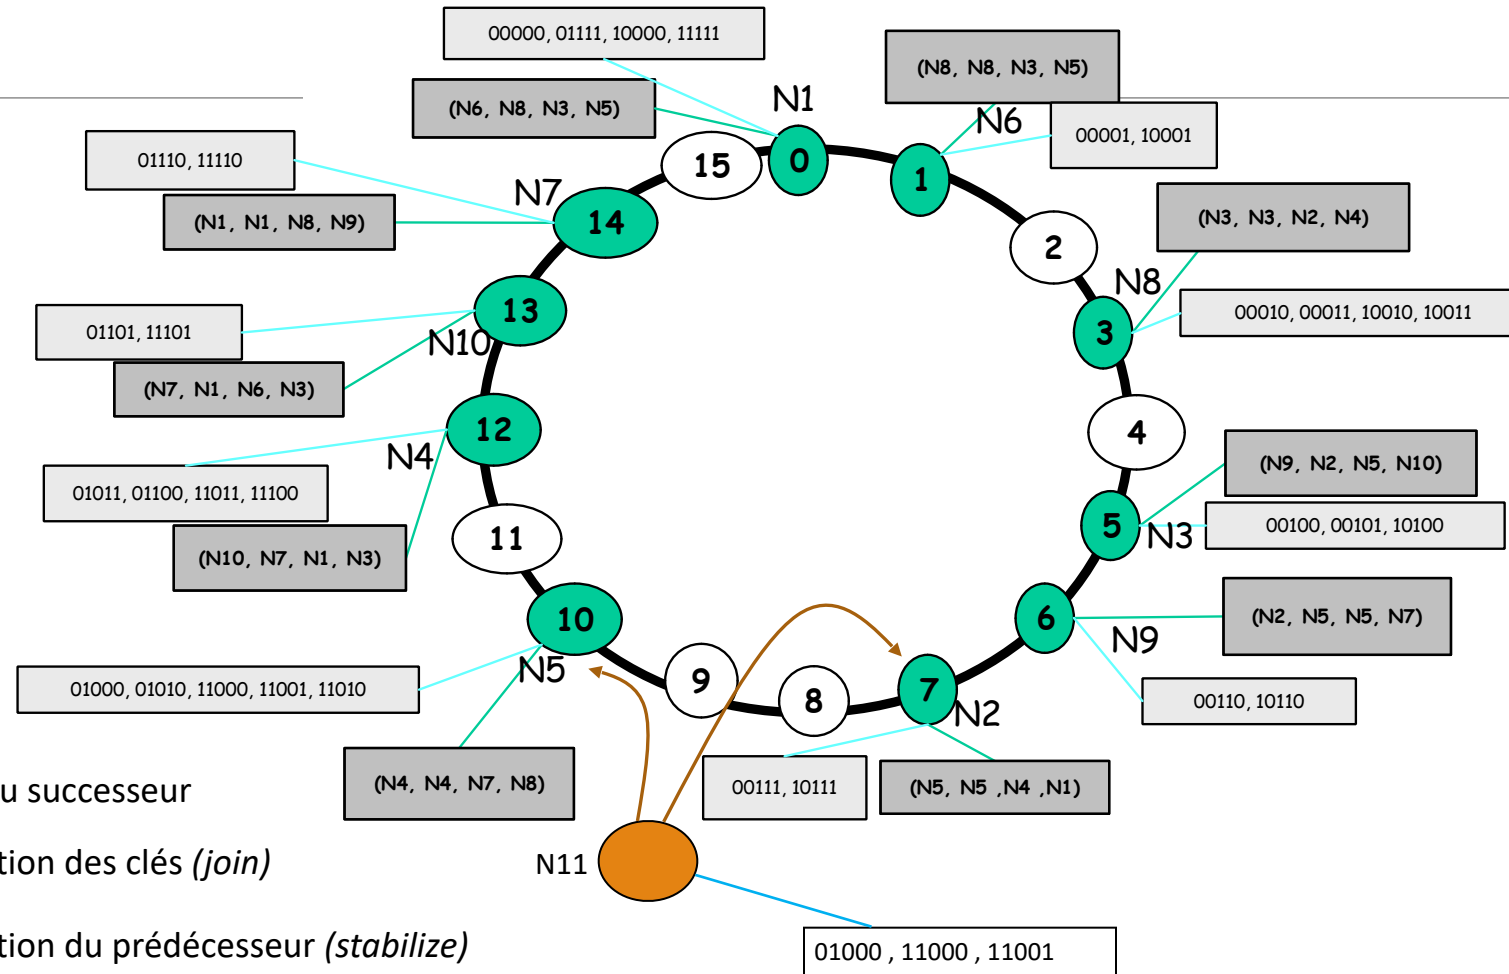 00000, 01111, 10000, 11111
(N8, N8, N3, N5)
(N6, N8, N3, N5)
N1
N6
00001, 10001
01110, 11110
15
0
1
N7
(N1, N1, N8, N9)
14
2
(N3, N3, N2, N4)
N8
01101, 11101
13
N10
3
00010, 00011, 10010, 10011
(N7, N1, N6, N3)
12
N4
4
(N9, N2, N5, N10)
01011, 01100, 11011, 11100
11
5
N3
00100, 00101, 10100
(N10, N7, N1, N3)
10
6
N9
(N2, N5, N5, N7)
N5
9
8
7
N2
01000, 01010, 11000, 11001, 11010
00110, 10110
(N4, N4, N7, N8)
00111, 10111
(N5, N5 ,N4 ,N1)
u successeur
tion des clés (join)
N11
tion du prédécesseur (stabilize)
01000 , 11000 , 11001